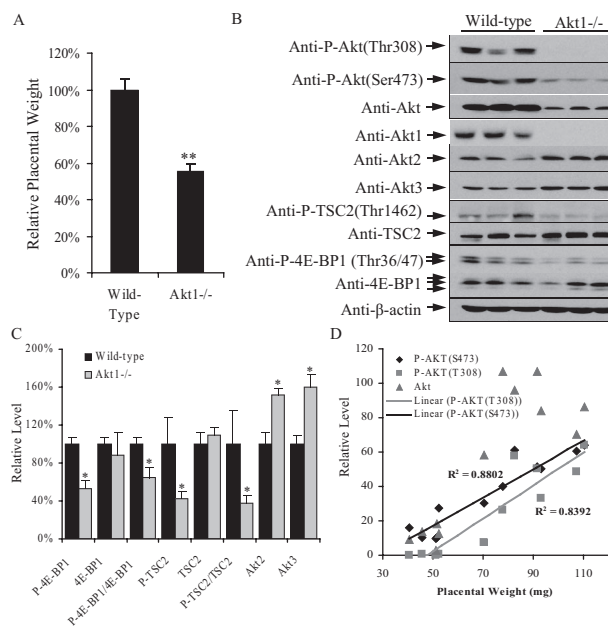 A
120%
100%
80%
60%
40%
20%
0%
Relative Placental Weight
**
Wild-
Type
Akt1-/-
B
Wild-type
Akt1-/-
Anti-P-Akt(Thr308)
Anti-P-Akt(Ser473)
Anti-Akt
Anti-Akt1
Anti-Akt2
Anti-Akt3
Anti-P-TSC2(Thr1462)
Anti-TSC2
Anti-P-4E-BP1 (Thr36/47)
Anti-4E-BP1
Anti-β-actin
C
200%
160%
120%
80%
40%
0%
Relative Level
Wild-type
Akt1-/-
*
*
*
*
*
*
P-4E-BP1
4E-BP1
P-4E-BP1/4E-BP1
P-TSC2
TSC2
P-TSC2/TSC2
Akt2
Akt3
D
P-AKT(S473)
P-AKT(T308)
Akt
Linear (P-AKT(T308))
Linear (P-AKT(S473))
120
100
80
60
40
20
0
Relative Level
R² = 0.8802
R² = 0.8392
30
50
70
90
110
Placental Weight (mg)